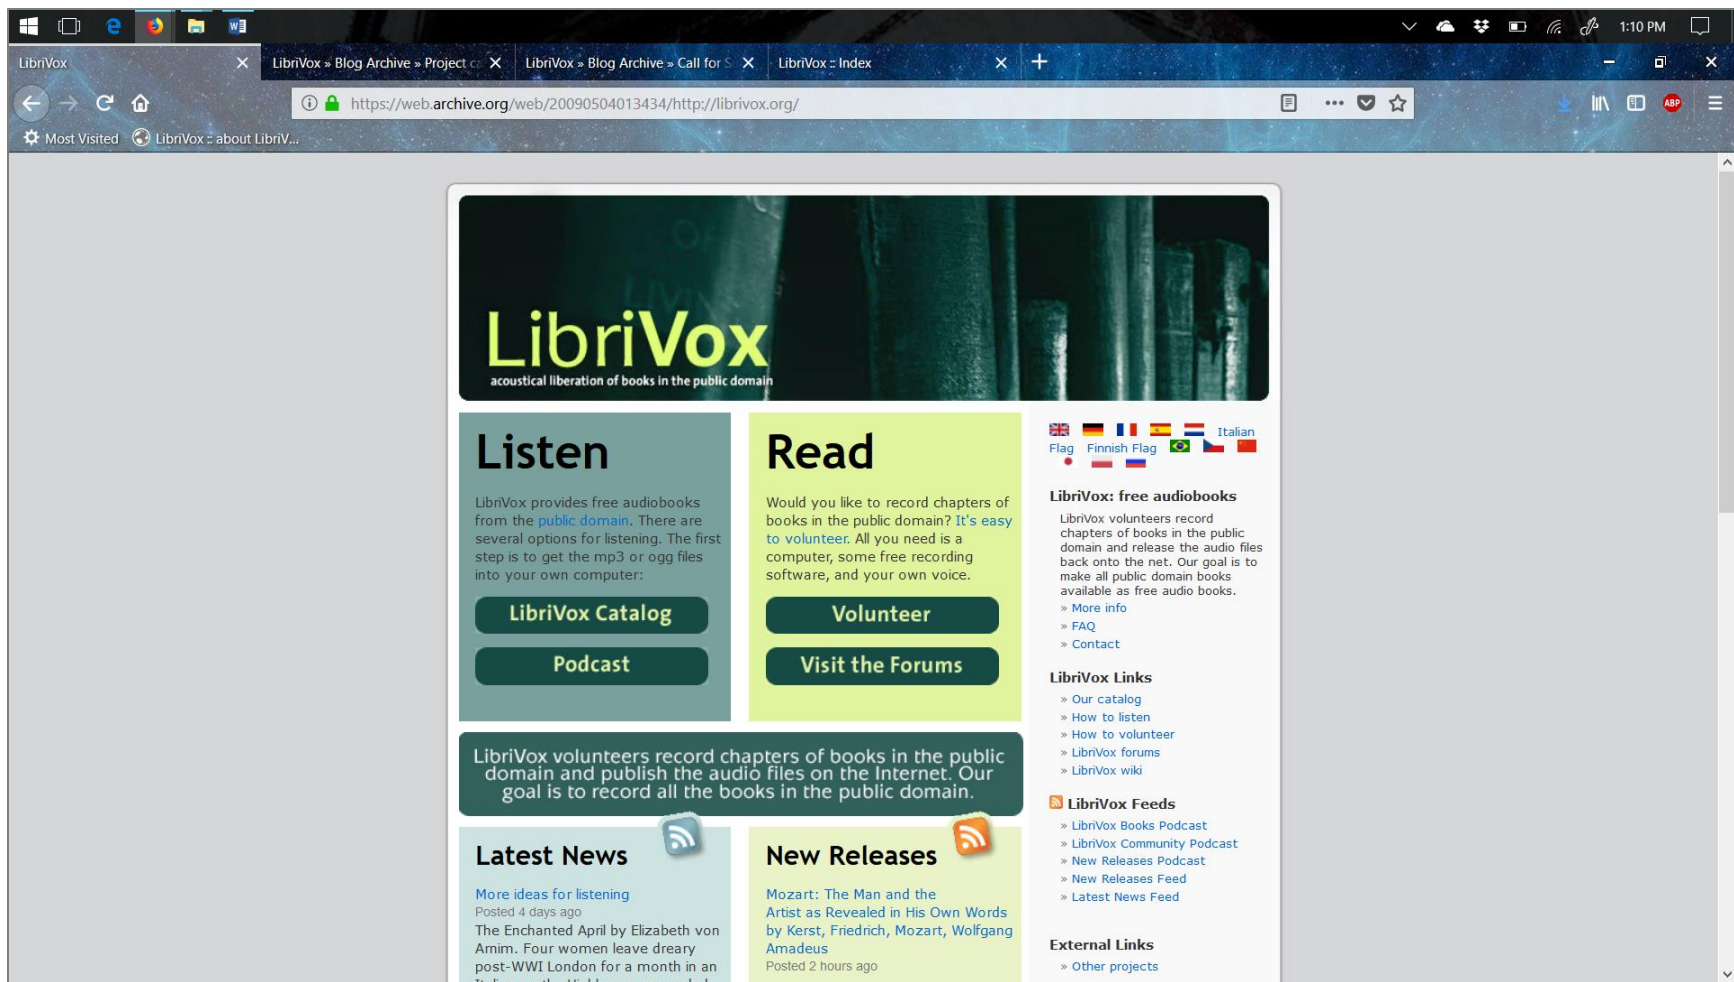 1:10 PM
LibriVox
LibriVox » Blog Archive » Project c
LibriVox » Blog Archive » Call for S
LibriVox :: Index
https://web.archive.org/web/20090504013434/http://librivox.org/
ABP
Most Visited
LibriVox :: about LibriV...
OF
LIVIN
LibriVox
acoustical liberation of books in the public domain
Listen
LibriVox provides free audiobooks
from the public domain. There are
several options for listening. The first
step is to get the mp3 or ogg files
into your own computer:
LibriVox Catalog
Podcast
Read
Would you like to record chapters of
books in the public domain? It's easy
to volunteer. All you need is a
computer, some free recording
software, and your own voice.
Volunteer
Visit the Forums
LibriVox volunteers record chapters of books in the public
domain and publish the audio files on the Internet. Our
goal is to record all the books in the public domain.
Latest News
More ideas for listening
Posted 4 days ago
The Enchanted April by Elizabeth von
Arnim. Four women leave dreary
post-WWI London for a month in an
New Releases
Mozart: The Man and the
Artist as Revealed in His Own Words
by Kerst, Friedrich, Mozart, Wolfgang
Amadeus
Posted 2 hours ago
Italian
Flag Finnish Flag
LibriVox: free audiobooks
LibriVox volunteers record
chapters of books in the public
domain and release the audio files
back onto the net. Our goal is to
make all public domain books
available as free audio books.
» More info
» FAQ
» Contact
LibriVox Links
» Our catalog
» How to listen
» How to volunteer
» LibriVox forums
» LibriVox wiki
LibriVox Feeds
» LibriVox Books Podcast
» LibriVox Community Podcast
» New Releases Podcast
» New Releases Feed
» Latest News Feed
External Links
» Other projects